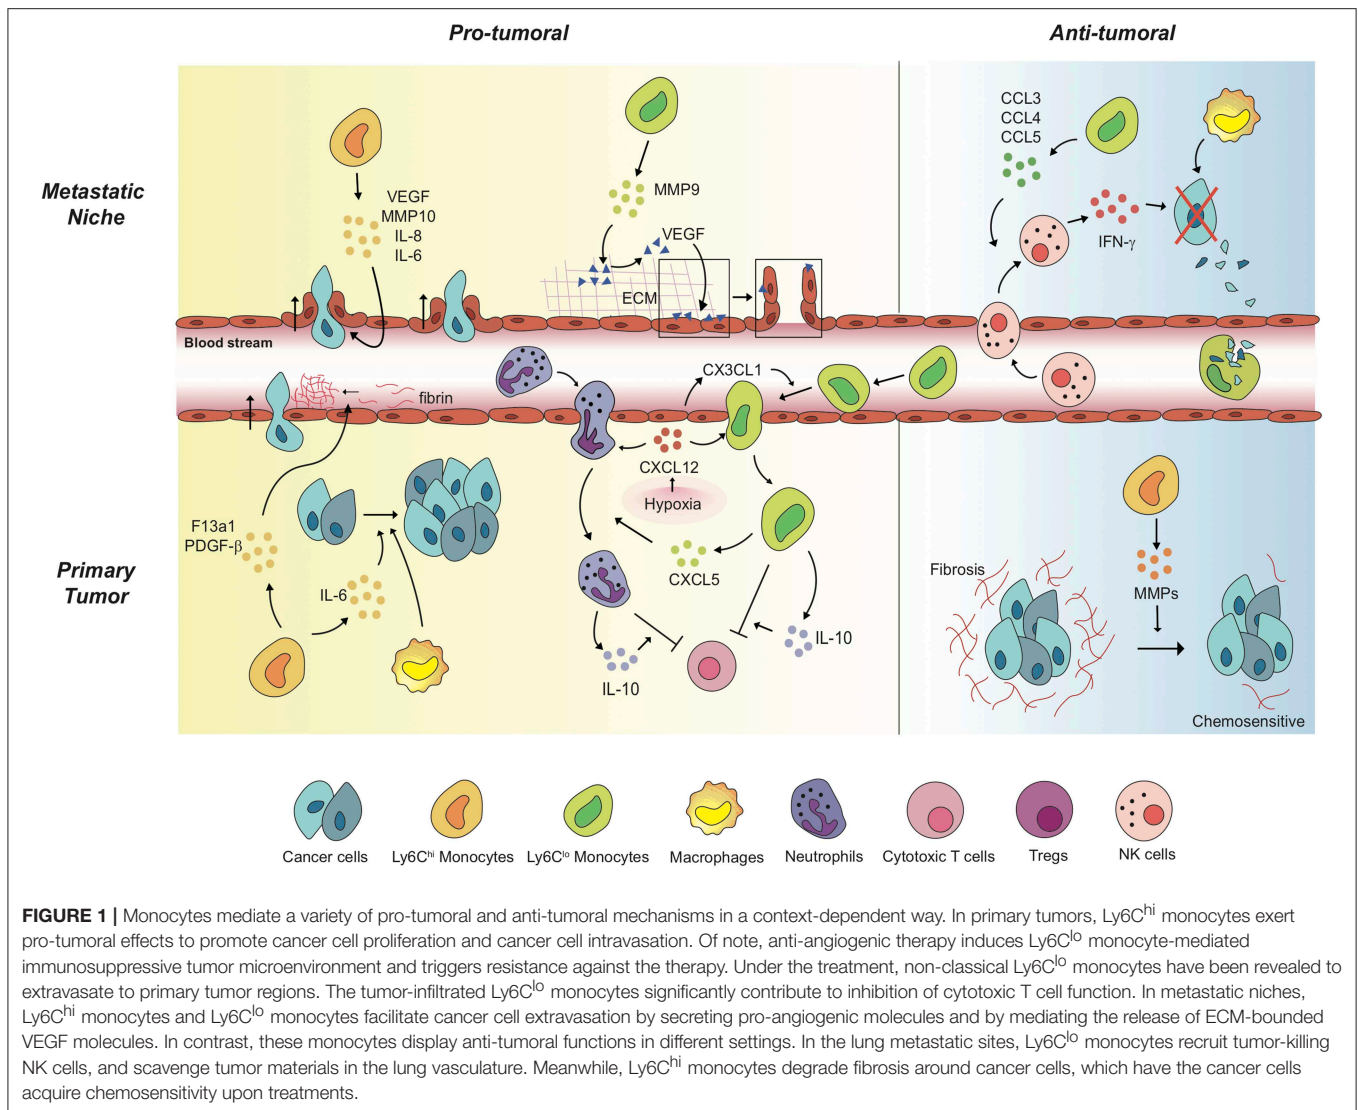 Pro-tumoral
Anti-tumoral
Metastatic
Niche
VEGF
MMP10
IL-8
IL-6
MMP9
VEGF
ECM
CCL3
CCL4
CCL5
IFN-γ
Blood stream
fibrin
CX3CL1
CXCL12
Hypoxia
Primary
Tumor
F13a1
PDGF-β
IL-6
CXCL5
IL-10
IL-10
Fibrosis
MMPs
Chemosensitive
Cancer cells
Ly6Chi Monocytes
Ly6Clo Monocytes
Macrophages
Neutrophils
Cytotoxic T cells
Tregs
NK cells
FIGURE 1 | Monocytes mediate a variety of pro-tumoral and anti-tumoral mechanisms in a context-dependent way. In primary tumors, Ly6Chi monocytes exert
pro-tumoral effects to promote cancer cell proliferation and cancer cell intravasation. Of note, anti-angiogenic therapy induces Ly6Clo monocyte-mediated
immunosuppressive tumor microenvironment and triggers resistance against the therapy. Under the treatment, non-classical Ly6Clo monocytes have been revealed to
extravasate to primary tumor regions. The tumor-infiltrated Ly6Clo monocytes significantly contribute to inhibition of cytotoxic T cell function. In metastatic niches,
Ly6Chi monocytes and Ly6Clo monocytes facilitate cancer cell extravasation by secreting pro-angiogenic molecules and by mediating the release of ECM-bounded
VEGF molecules. In contrast, these monocytes display anti-tumoral functions in different settings. In the lung metastatic sites, Ly6Clo monocytes recruit tumor-killing
NK cells, and scavenge tumor materials in the lung vasculature. Meanwhile, Ly6Chi monocytes degrade fibrosis around cancer cells, which have the cancer cells
acquire chemosensitivity upon treatments.